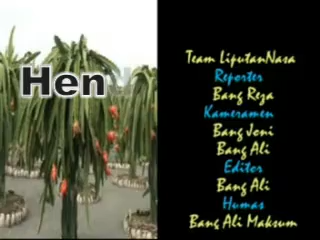 Hen
Team LiputanNasa
Reporter
Bang Reza
Kameramen
Bang Joni
Bang Ali
Editor
Bang Ali
Humas
Bang Ali Maksum